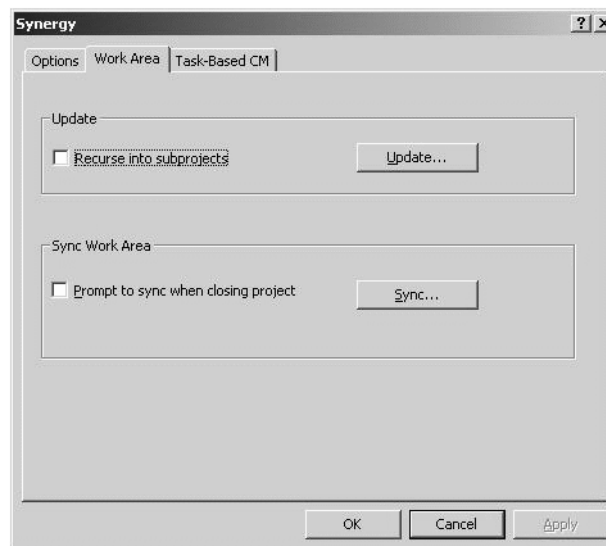 Synergy
Options Work Area Task-Based CM
Update
Recurse into subprojects Update...
Sync Work Area
Prompt to sync when closing project Sync...
OK Cancel Apply